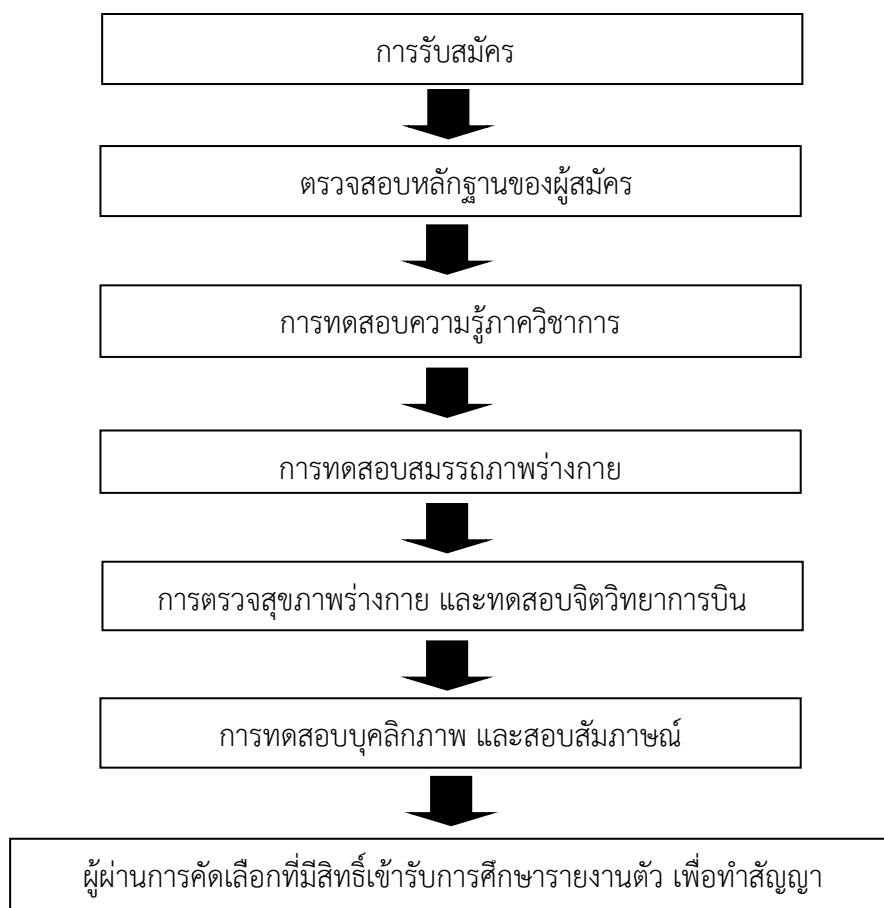 การรับสมัคร
ตรวจสอบหลักฐานของผู้สมัคร
การทดสอบความรู้ภาควิชาการ
การทดสอบสมรรถภาพร่างกาย
การตรวจสุขภาพร่างกาย และทดสอบจิตวิทยาการบิน
การทดสอบบุคลิกภาพ และสอบสัมภาษณ์
ผู้ผ่านการคัดเลือกที่มีสิทธิ์เข้ารับการศึกษารายงานตัว เพื่อทำสัญญา